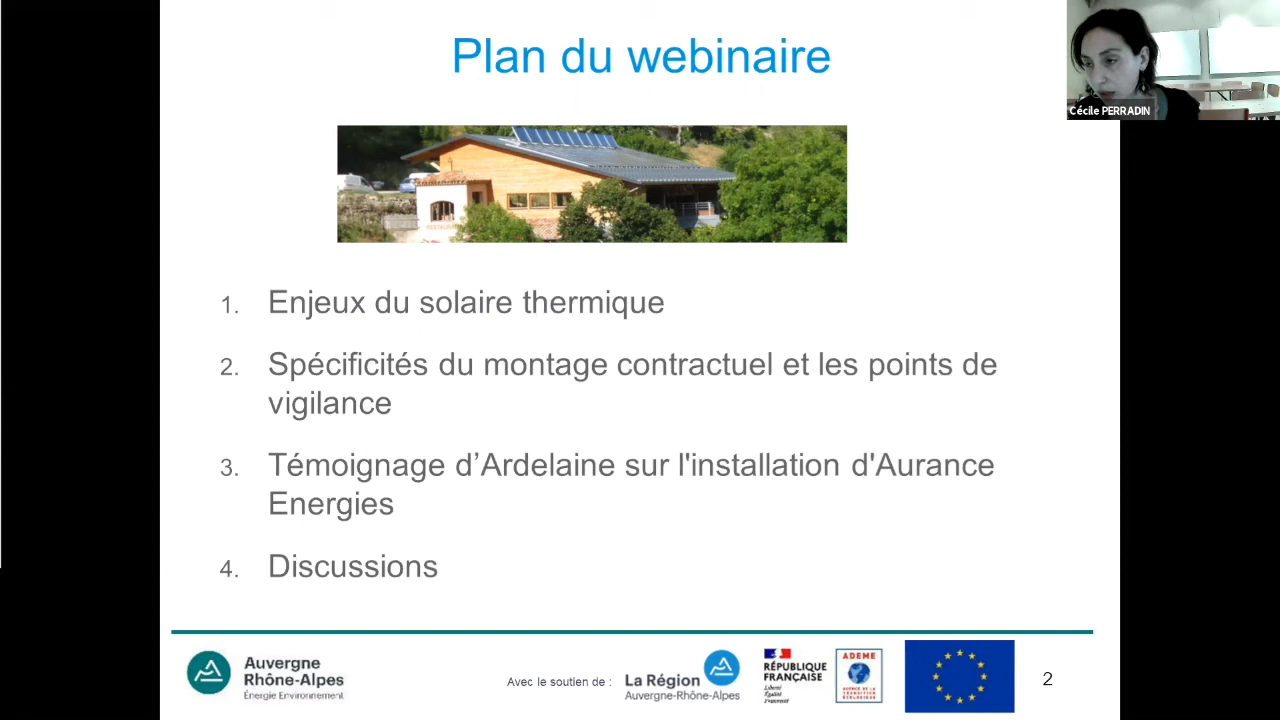 Plan du webinaire
Cécile PERRADIN
1. Enjeux du solaire thermique
2. Spécificités du montage contractuel et les points de
vigilance
3. Témoignage d’Ardelaine sur l'installation d'Aurance
Energies
4. Discussions
Auvergne
Rhône-Alpes
Énergie Environnement
Avec le soutien de :
La Région
Auvergne-Rhône-Alpes
RÉPUBLIQUE
FRANÇAISE
Liberté
Égalité
Fraternité
ADEME
AGENCE DE LA
TRANSITION
ÉCOLOGIQUE
2